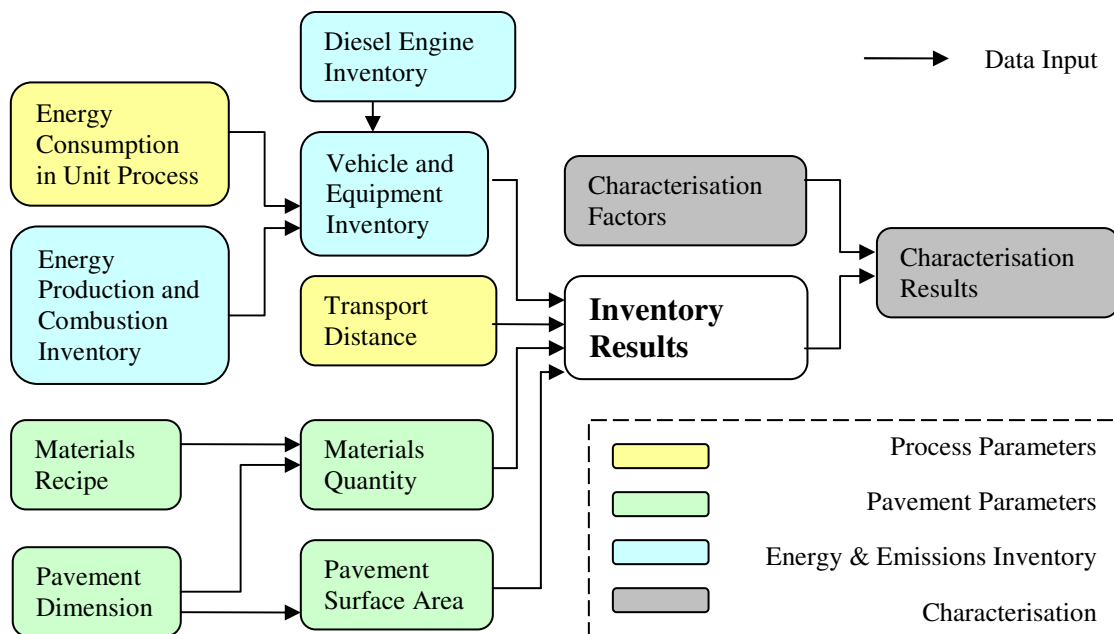 Diesel Engine
Inventory
Data Input
Energy
Consumption
in Unit Process
Vehicle and
Equipment
Inventory
Characterisation
Factors
Energy
Production and
Combustion
Inventory
Characterisation
Results
Transport
Distance
Inventory
Results
Materials
Recipe
Materials
Quantity
Pavement
Dimension
Pavement
Surface Area
Process Parameters
Pavement Parameters
Energy & Emissions Inventory
Characterisation